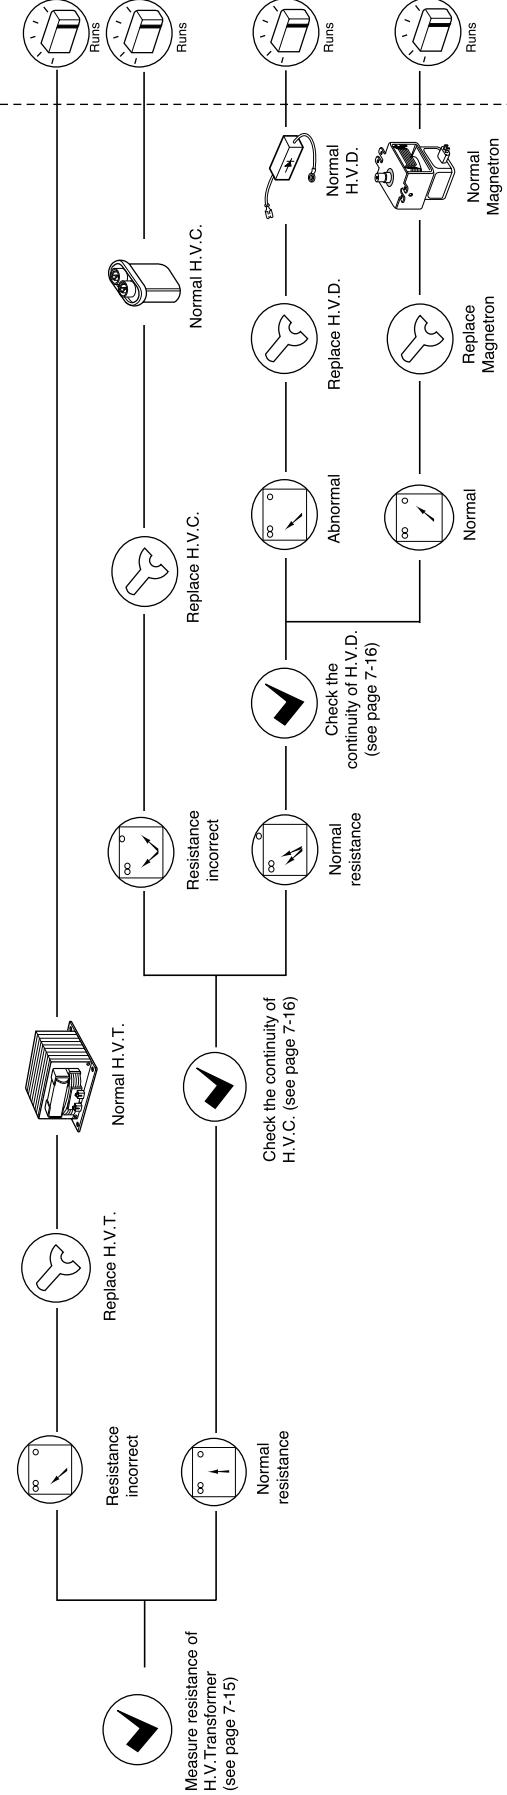 Measure resistance of
H.V.Transformer
(see page 7-15)
Resistance
incorrect
Replace H.V.T.
Normal H.V.T.
Runs
Normal
resistance
Check the continuity of
H.V.C. (see page 7-16)
Resistance
incorrect
Replace H.V.C.
Normal H.V.C.
Runs
Normal
resistance
Check the
continuity of H.V.D.
(see page 7-16)
Abnormal
Replace H.V.D.
Normal
H.V.D.
Runs
Normal
Replace
Magnetron
Normal
Magnetron
Runs